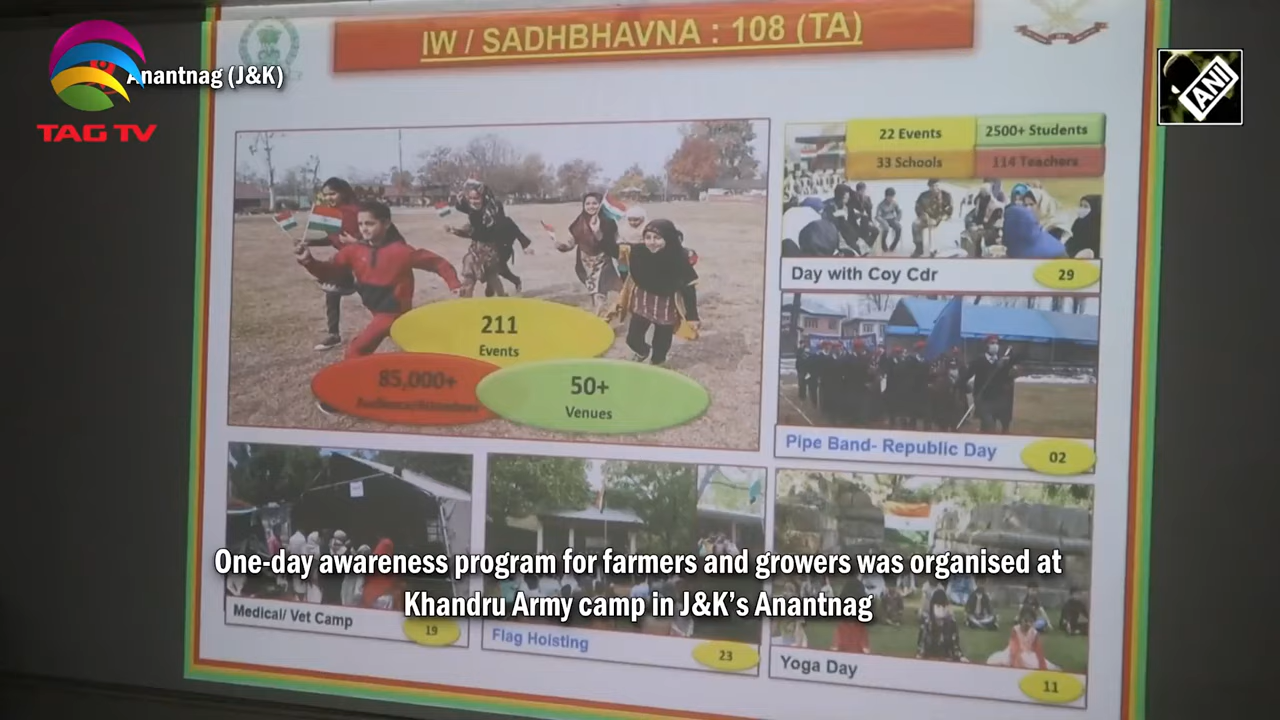 IW / SADHBHAVNA : 108 (TA)
Anantnag (J&K)
TAG TV
ANI
22 Events
2500+ Students
33 Schools
114 Teachers
Day with Coy Cdr
29
211
Events
85,000+
50+
Venues
Pipe Band- Republic Day
02
One-day awareness program for farmers and growers was organised at
Khandru Army camp in J&K's Anantnag
Medical/ Vet Camp
19
Flag Hoisting
23
Yoga Day
11